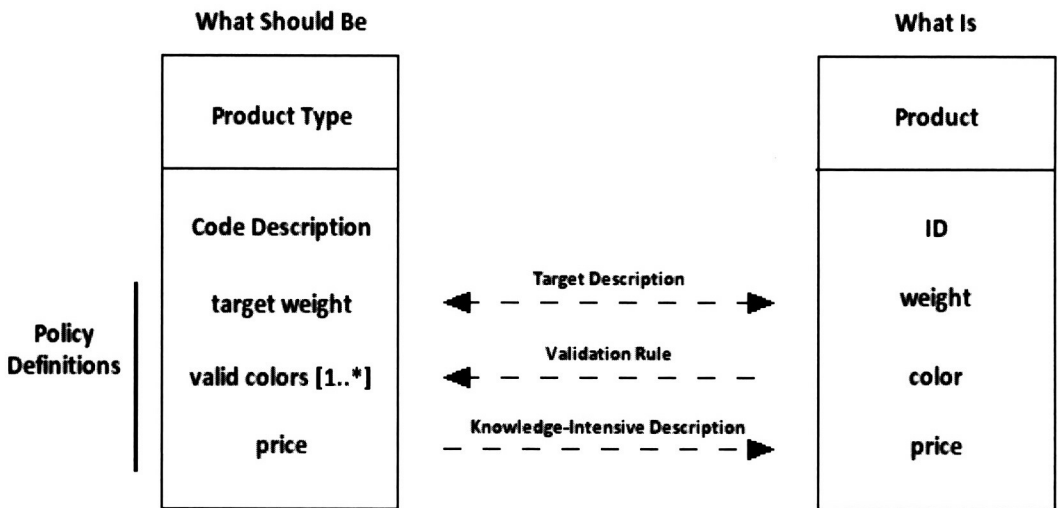 What Should Be
What Is
Product Type
Product
Code Description
ID
Target Description
target weight
weight
Policy
Definitions
Validation Rule
valid colors [1..*]
color
Knowledge-Intensive Description
price
price